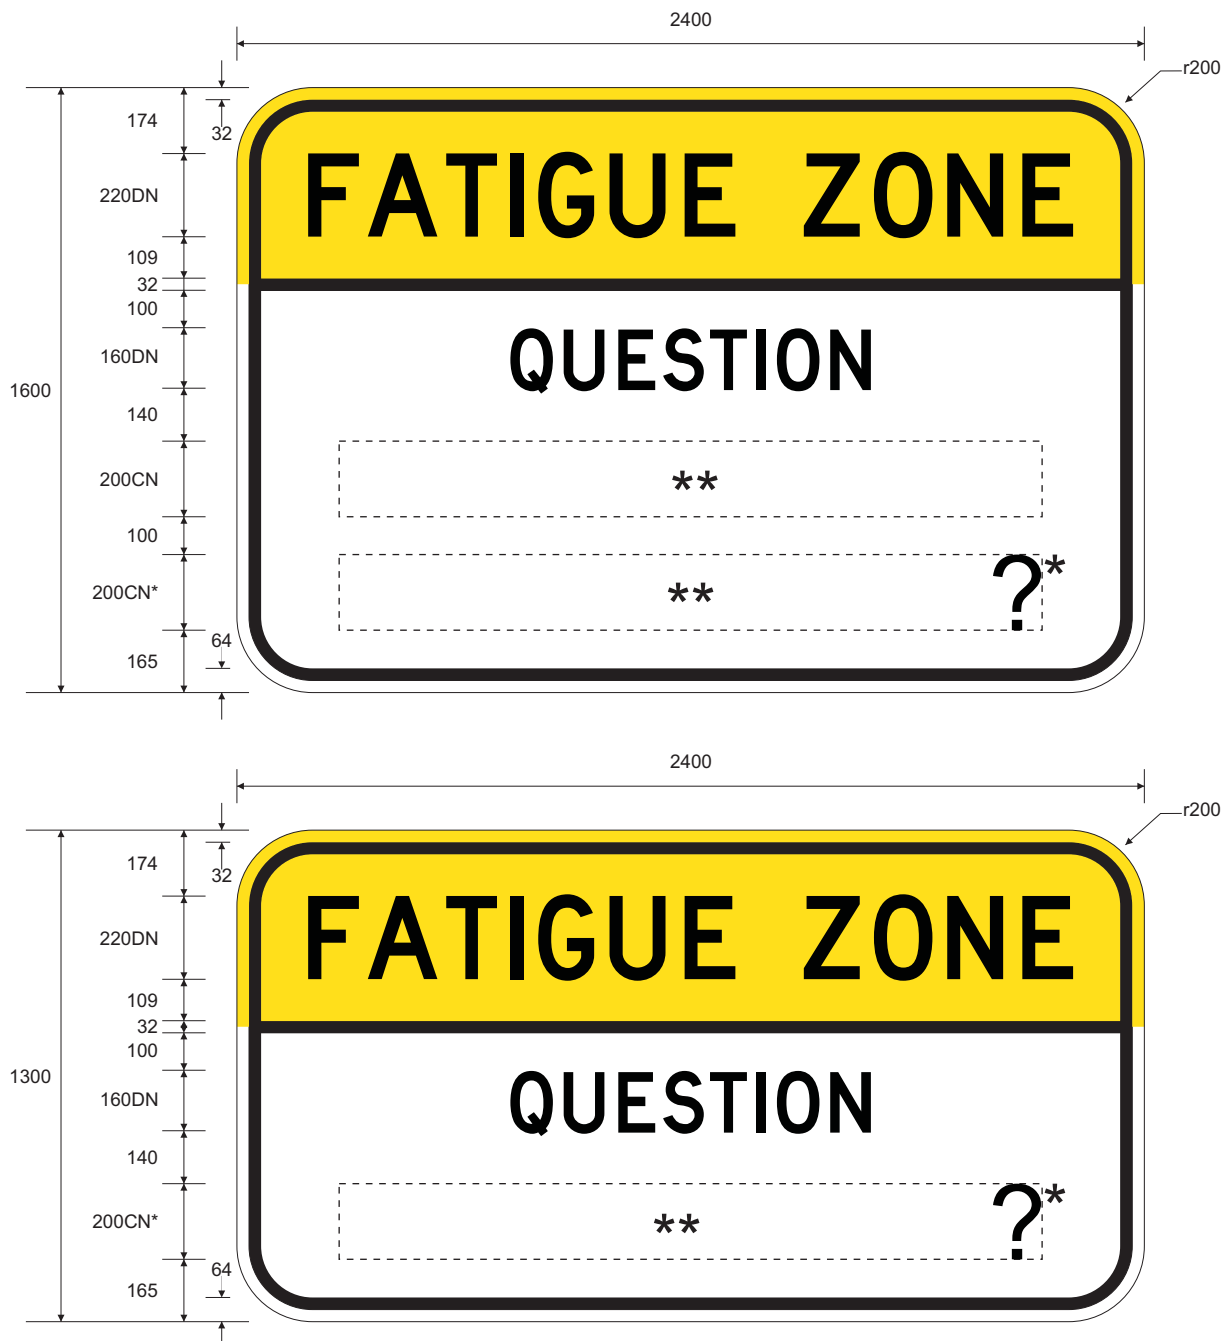 2400
r200
174
32
FATIGUE ZONE
220DN
109
32
100
QUESTION
160DN
1600
140
200CN
**
100
200CN*
**
?*
64
165
2400
r200
174
32
FATIGUE ZONE
220DN
109
32
100
1300
QUESTION
160DN
140
200CN*
**
?*
64
165